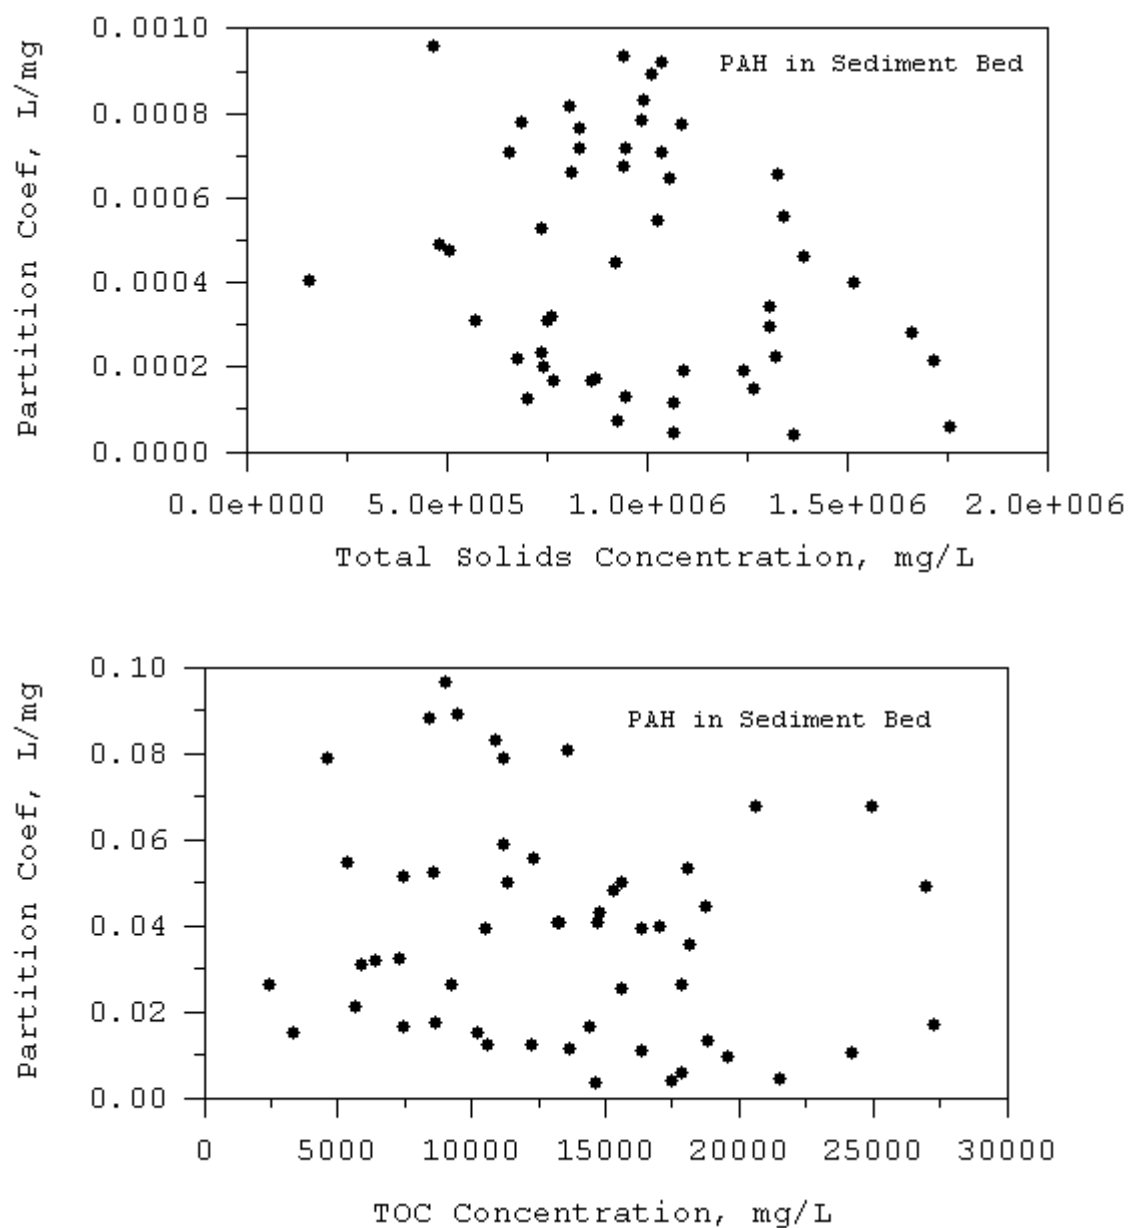 0.0010
PAH in Sediment Bed
0.0008
0.0006
0.0004
0.0002
0.0000
Partition Coef, L/mg
0.0e+000 5.0e+005 1.0e+006 1.5e+006 2.0e+006
Total Solids Concentration, mg/L
0.10
PAH in Sediment Bed
0.08
0.06
0.04
0.02
0.00
Partition Coef, L/mg
0 5000 10000 15000 20000 25000 30000
TOC Concentration, mg/L